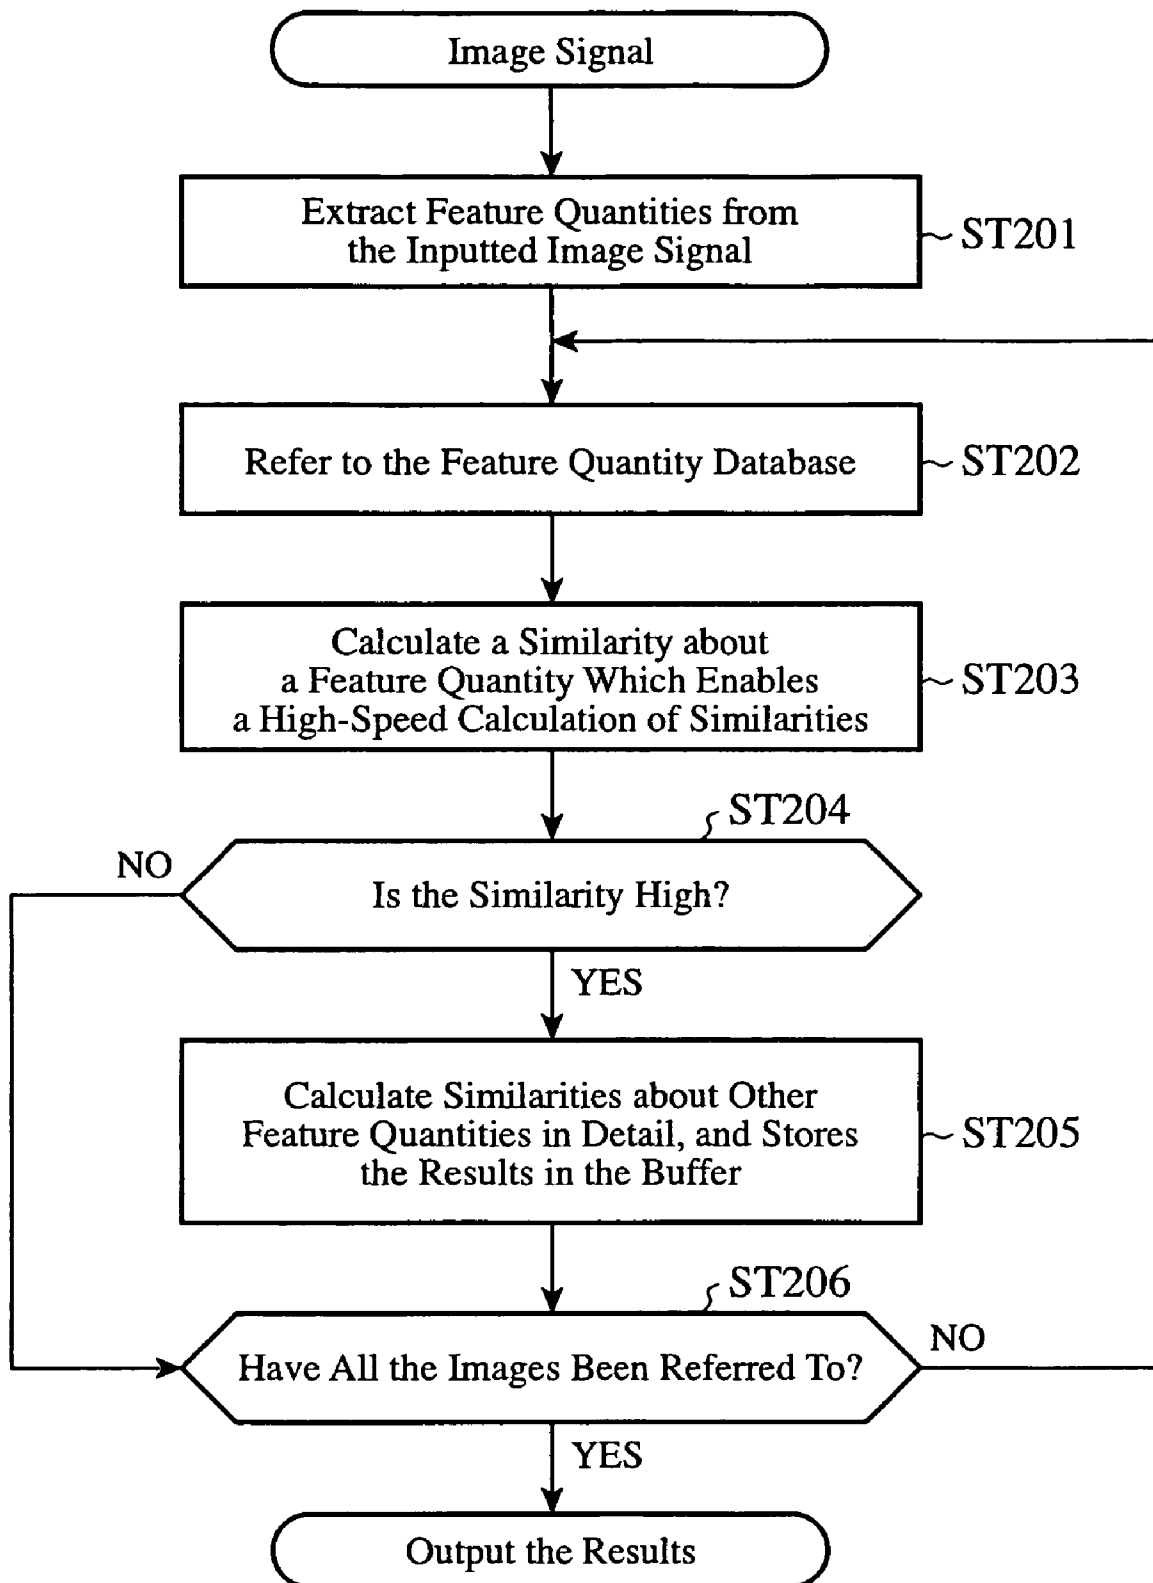 Image Signal
Extract Feature Quantities from
the Inputted Image Signal
ST201
Refer to the Feature Quantity Database
ST202
Calculate a Similarity about
a Feature Quantity Which Enables
a High-Speed Calculation of Similarities
ST203
ST204
NO
Is the Similarity High?
YES
Calculate Similarities about Other
Feature Quantities in Detail, and Stores
the Results in the Buffer
ST205
ST206
Have All the Images Been Referred To?
NO
YES
Output the Results